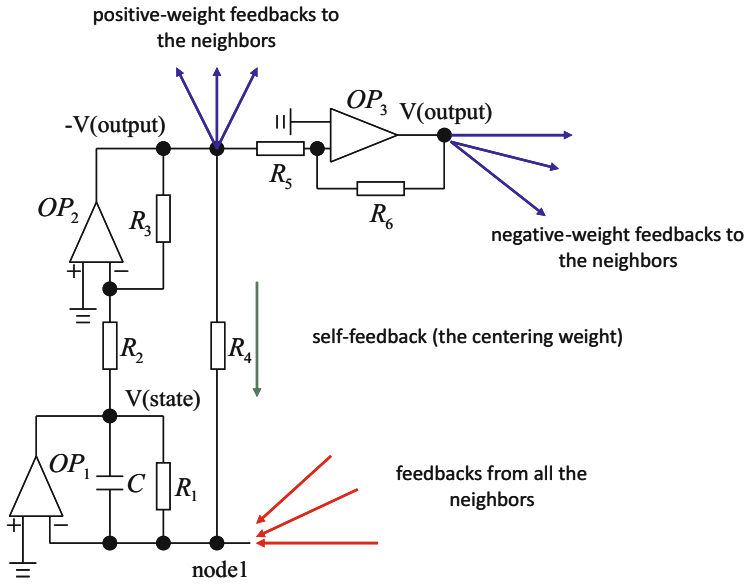 positive-weight feedbacks to
the neighbors
-V(output)
OP3
V(output)
R5
R6
OP2
R3
+ −
negative-weight feedbacks to
the neighbors
R2
R4
self-feedback (the centering weight)
V(state)
OP1
C
R1
feedbacks from all the
neighbors
+ −
node1